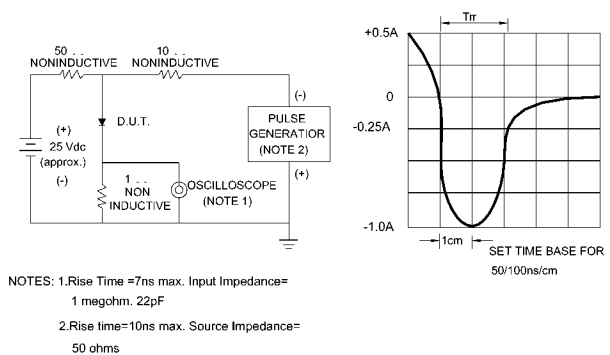 50 . .
NONINDUCTIVE
10 . .
NONINDUCTIVE
(+)
25 Vdc
(approx.)
(-)
D.U.T.
1 . .
NON
INDUCTIVE
OSCILLOSCOPE
(NOTE 1)
(-)
PULSE
GENERATIOR
(NOTE 2)
(+)
Trr
+0.5A
0
-0.25A
-1.0A
1cm
SET TIME BASE FOR
50/100ns/cm
NOTES: 1.Rise Time =7ns max. Input Impedance=
1 megohm. 22pF
2.Rise time=10ns max. Source Impedance=
50 ohms